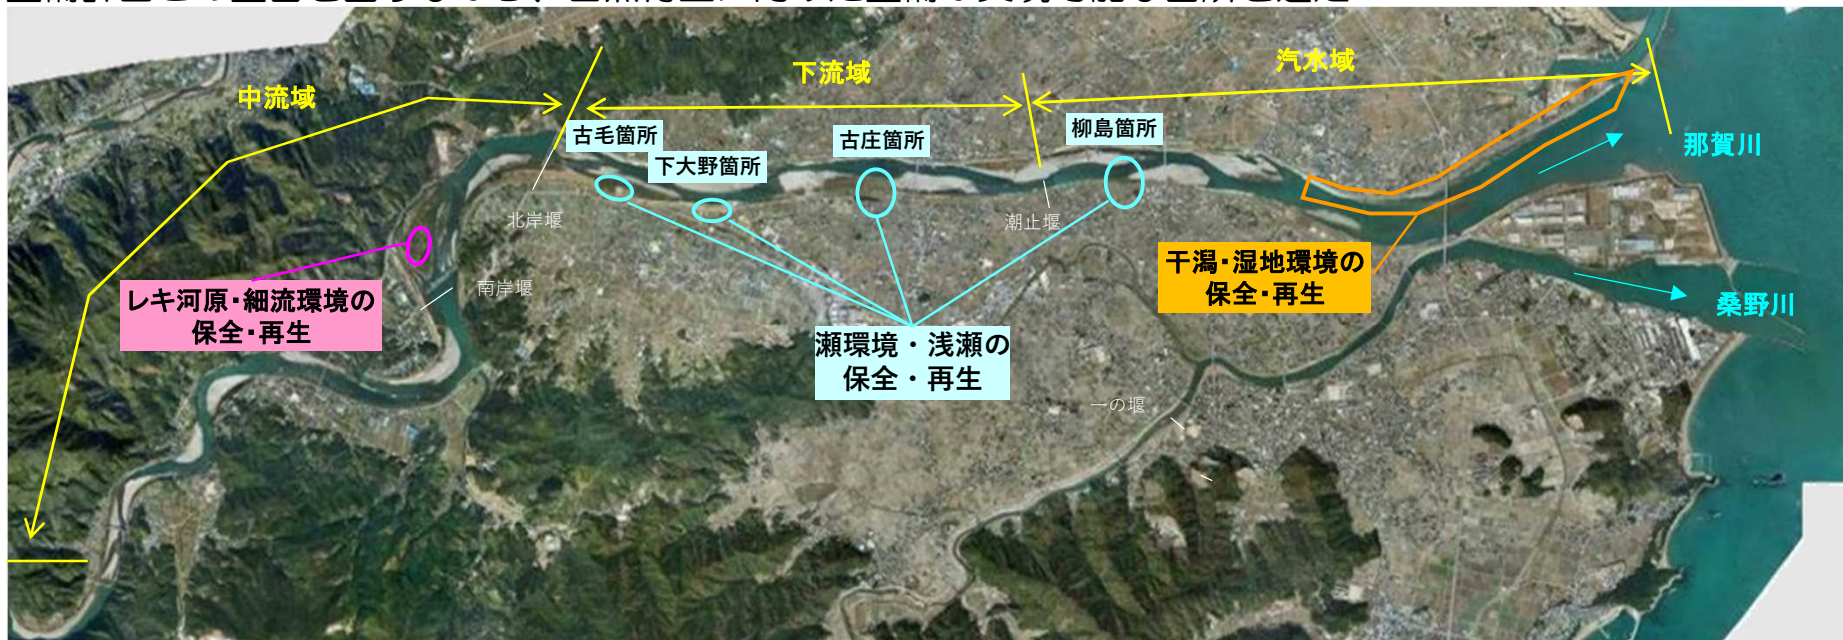 中流域
下流域
汽水域
古毛箇所
下大野箇所
古庄箇所
柳島箇所
那賀川
北岸堰
潮止堰
南岸堰
レキ河原・細流環境の
保全・再生
干潟・湿地環境の
保全・再生
桑野川
瀬環境・浅瀬の
保全・再生
一の堰